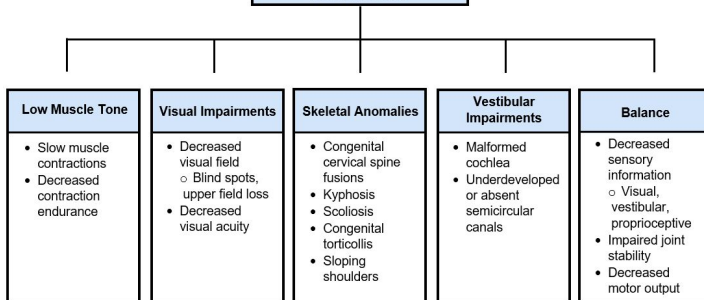 Low Muscle Tone
• Slow muscle
contractions
• Decreased
contraction
endurance
Visual Impairments
• Decreased
visual field
○ Blind spots,
upper field loss
• Decreased
visual acuity
Skeletal Anomalies
• Congenital
cervical spine
fusions
• Kyphosis
• Scoliosis
• Congenital
torticollis
• Sloping
shoulders
Vestibular
Impairments
• Malformed
cochlea
• Underdeveloped
or absent
semicircular
canals
Balance
• Decreased
sensory
information
○ Visual,
vestibular,
proprioceptive
• Impaired joint
stability
• Decreased
motor output